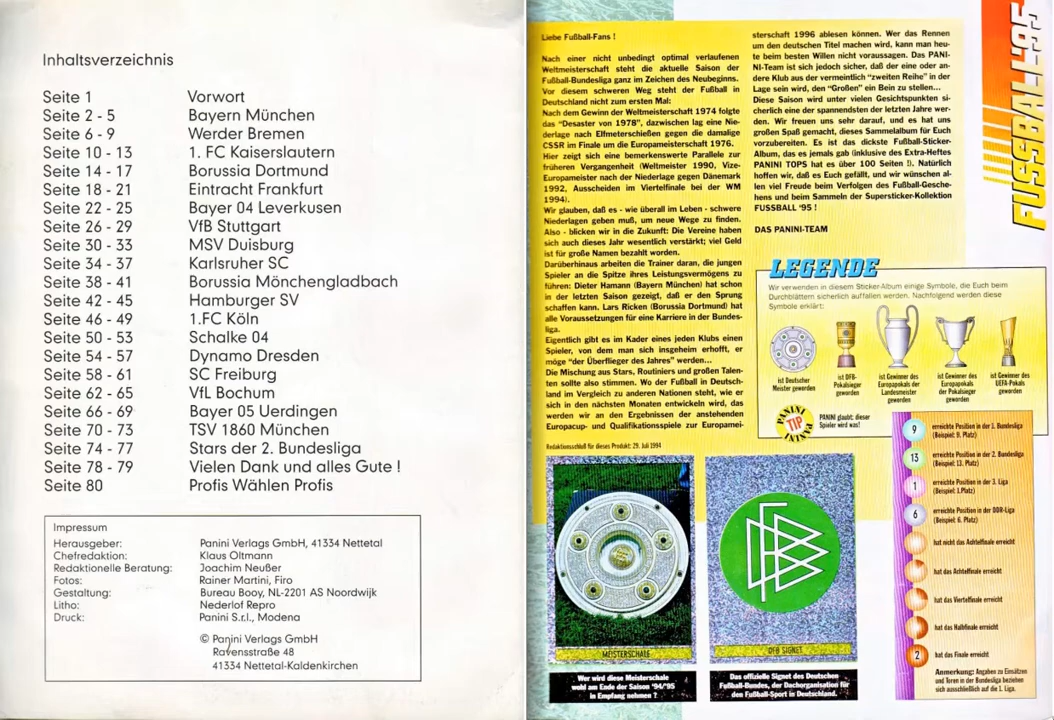 Inhaltsverzeichnis
Seite 1 Vorwort
Seite 2 - 5 Bayern München
Seite 6 - 9 Werder Bremen
Seite 10 - 13 1. FC Kaiserslautern
Seite 14 - 17 Borussia Dortmund
Seite 18 - 21 Eintracht Frankfurt
Seite 22 - 25 Bayer 04 Leverkusen
Seite 26 - 29 VfB Stuttgart
Seite 30 - 33 MSV Duisburg
Seite 34 - 37 Karlsruher SC
Seite 38 - 41 Borussia Mönchengladbach
Seite 42 - 45 Hamburger SV
Seite 46 - 49 1.FC Köln
Seite 50 - 53 Schalke 04
Seite 54 - 57 Dynamo Dresden
Seite 58 - 61 SC Freiburg
Seite 62 - 65 VfL Bochum
Seite 66 - 69 Bayer 05 Uerdingen
Seite 70 - 73 TSV 1860 München
Seite 74 - 77 Stars der 2. Bundesliga
Seite 78 - 79 Vielen Dank und alles Gute !
Seite 80 Profis Wählen Profis
Impressum
Herausgeber: Panini Verlags GmbH, 41334 Nettetal
Chefredaktion: Klaus Oltmann
Redaktionelle Beratung: Joachim Neußer
Fotos: Rainer Martini, Firo
Gestaltung: Bureau Booy, NL-2201 AS Noordwijk
Litho: Nederlof Repro
Druck: Panini S.r.l., Modena
© Panini Verlags GmbH
Ravensstraße 48
41334 Nettetal-Kaldenkirchen
Liebe Fußball-Fans !
Nach einer nicht unbedingt optimal verlaufenen
Weltmeisterschaft steht die aktuelle Saison der
Fußball-Bundesliga ganz im Zeichen des Neubeginns.
Vor diesem schweren Weg steht der Fußball in
Deutschland nicht zum ersten Mal:
Nach dem Gewinn der Weltmeisterschaft 1974 folgte
das "Desaster von 1978", dazwischen lag eine Nie-
derlage nach Elfmeterschießen gegen die damalige
CSSR im Finale um die Europameisterschaft 1976.
Hier zeigt sich eine bemerkenswerte Parallele zur
früheren Vergangenheit (Weltmeister 1990, Vize-
Europameister nach der Niederlage gegen Dänemark
1992, Ausscheiden im Viertelfinale bei der WM
1994).
Wir glauben, daß es - wie überall im Leben - schwere
Niederlagen geben muß, um neue Wege zu finden.
Also - blicken wir in die Zukunft: Die Vereine haben
sich auch dieses Jahr wesentlich verstärkt; viel Geld
ist für große Namen bezahlt worden.
Darüberhinaus arbeiten die Trainer daran, die jungen
Spieler an die Spitze ihres Leistungsvermögens zu
führen: Dieter Hamann (Bayern München) hat schon
in der letzten Saison gezeigt, daß er den Sprung
schaffen kann. Lars Ricken (Borussia Dortmund) hat
alle Voraussetzungen für eine Karriere in der Bundes-
liga.
Eigentlich gibt es im Kader eines jeden Klubs einen
Spieler, von dem man sich insgeheim erhofft, er
möge "der Überflieger des Jahres" werden...
Die Mischung aus Stars, Routiniers und großen Talen-
ten sollte also stimmen. Wo der Fußball in Deutsch-
land im Vergleich zu anderen Nationen steht, wie er
sich in den nächsten Monaten entwickeln wird, das
werden wir an den Ergebnissen der anstehenden
Europacup- und Qualifikationsspiele zur Europamei-
sterschaft 1996 ablesen können. Wer das Rennen
um den deutschen Titel machen wird, kann man heu-
te beim besten Willen nicht voraussagen. Das PANI-
NI-Team ist sich jedoch sicher, daß der eine oder an-
dere Klub aus der vermeintlich "zweiten Reihe" in der
Lage sein wird, den "Großen" ein Bein zu stellen...
Diese Saison wird unter vielen Gesichtspunkten si-
cherlich eine der spannendsten der letzten Jahre wer-
den. Wir freuen uns sehr darauf, und es hat uns
großen Spaß gemacht, dieses Sammelalbum für Euch
vorzubereiten. Es ist das dickste Fußball-Sticker-
Album, das es jemals gab (inklusive des Extra-Heftes
PANINI TOPS hat es über 100 Seiten !). Natürlich
hoffen wir, daß es Euch gefällt, und wir wünschen al-
len viel Freude beim Verfolgen des Fußball-Gesche-
hens und beim Sammeln der Supersticker-Kollektion
FUSSBALL '95 !
DAS PANINI-TEAM
FUSSBALL '95
LEGENDE
Wir verwenden in diesem Sticker-Album einige Symbole, die Euch beim
Durchblättern sicherlich auffallen werden. Nachfolgend werden diese
Symbole erklärt:
ist Deutscher
Meister geworden
ist DFB-
Pokalsieger
geworden
ist Gewinner des
Europapokals der
Landesmeister
geworden
ist Gewinner des
Europapokals
der Pokalsieger
geworden
ist Gewinner des
UEFA-Pokals
geworden
PANINI
TIP
PANINI
PANINI glaubt: dieser
Spieler wird was!
9 erreichte Position in der 1. Bundesliga
(Beispiel: 9. Platz)
13 erreichte Position in der 2. Bundesliga
(Beispiel: 13. Platz)
1 erreichte Position in der 3. Liga
(Beispiel: 1.Platz)
6 erreichte Position in der DDR-Liga
(Beispiel: 6. Platz)
hat nicht das Achtelfinale erreicht
hat das Achtelfinale erreicht
hat das Viertelfinale erreicht
hat das Halbfinale erreicht
2 hat das Finale erreicht
Anmerkung: Angaben zu Einsätzen
und Toren in der Bundesliga beziehen
sich ausschließlich auf die 1. Liga.
Redaktionsschluß für dieses Produkt: 29. Juli 1994
MEISTERSCHALE
Wer wird diese Meisterschale
wohl am Ende der Saison '94/'95
in Empfang nehmen ?
DFB SIGNET
Das offizielle Signet des Deutschen
Fußball-Bundes, der Dachorganisation für
den Fußball-Sport in Deutschland.